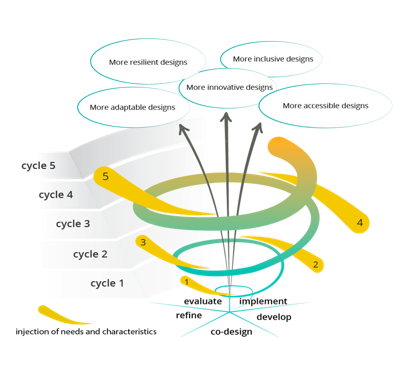 More resilient designs
More inclusive designs
More innovative designs
More adaptable designs
More accessible designs
cycle 5
cycle 4
cycle 3
cycle 2
cycle 1
5
4
3
2
1
evaluate
implement
refine
develop
co-design
injection of needs and characteristics